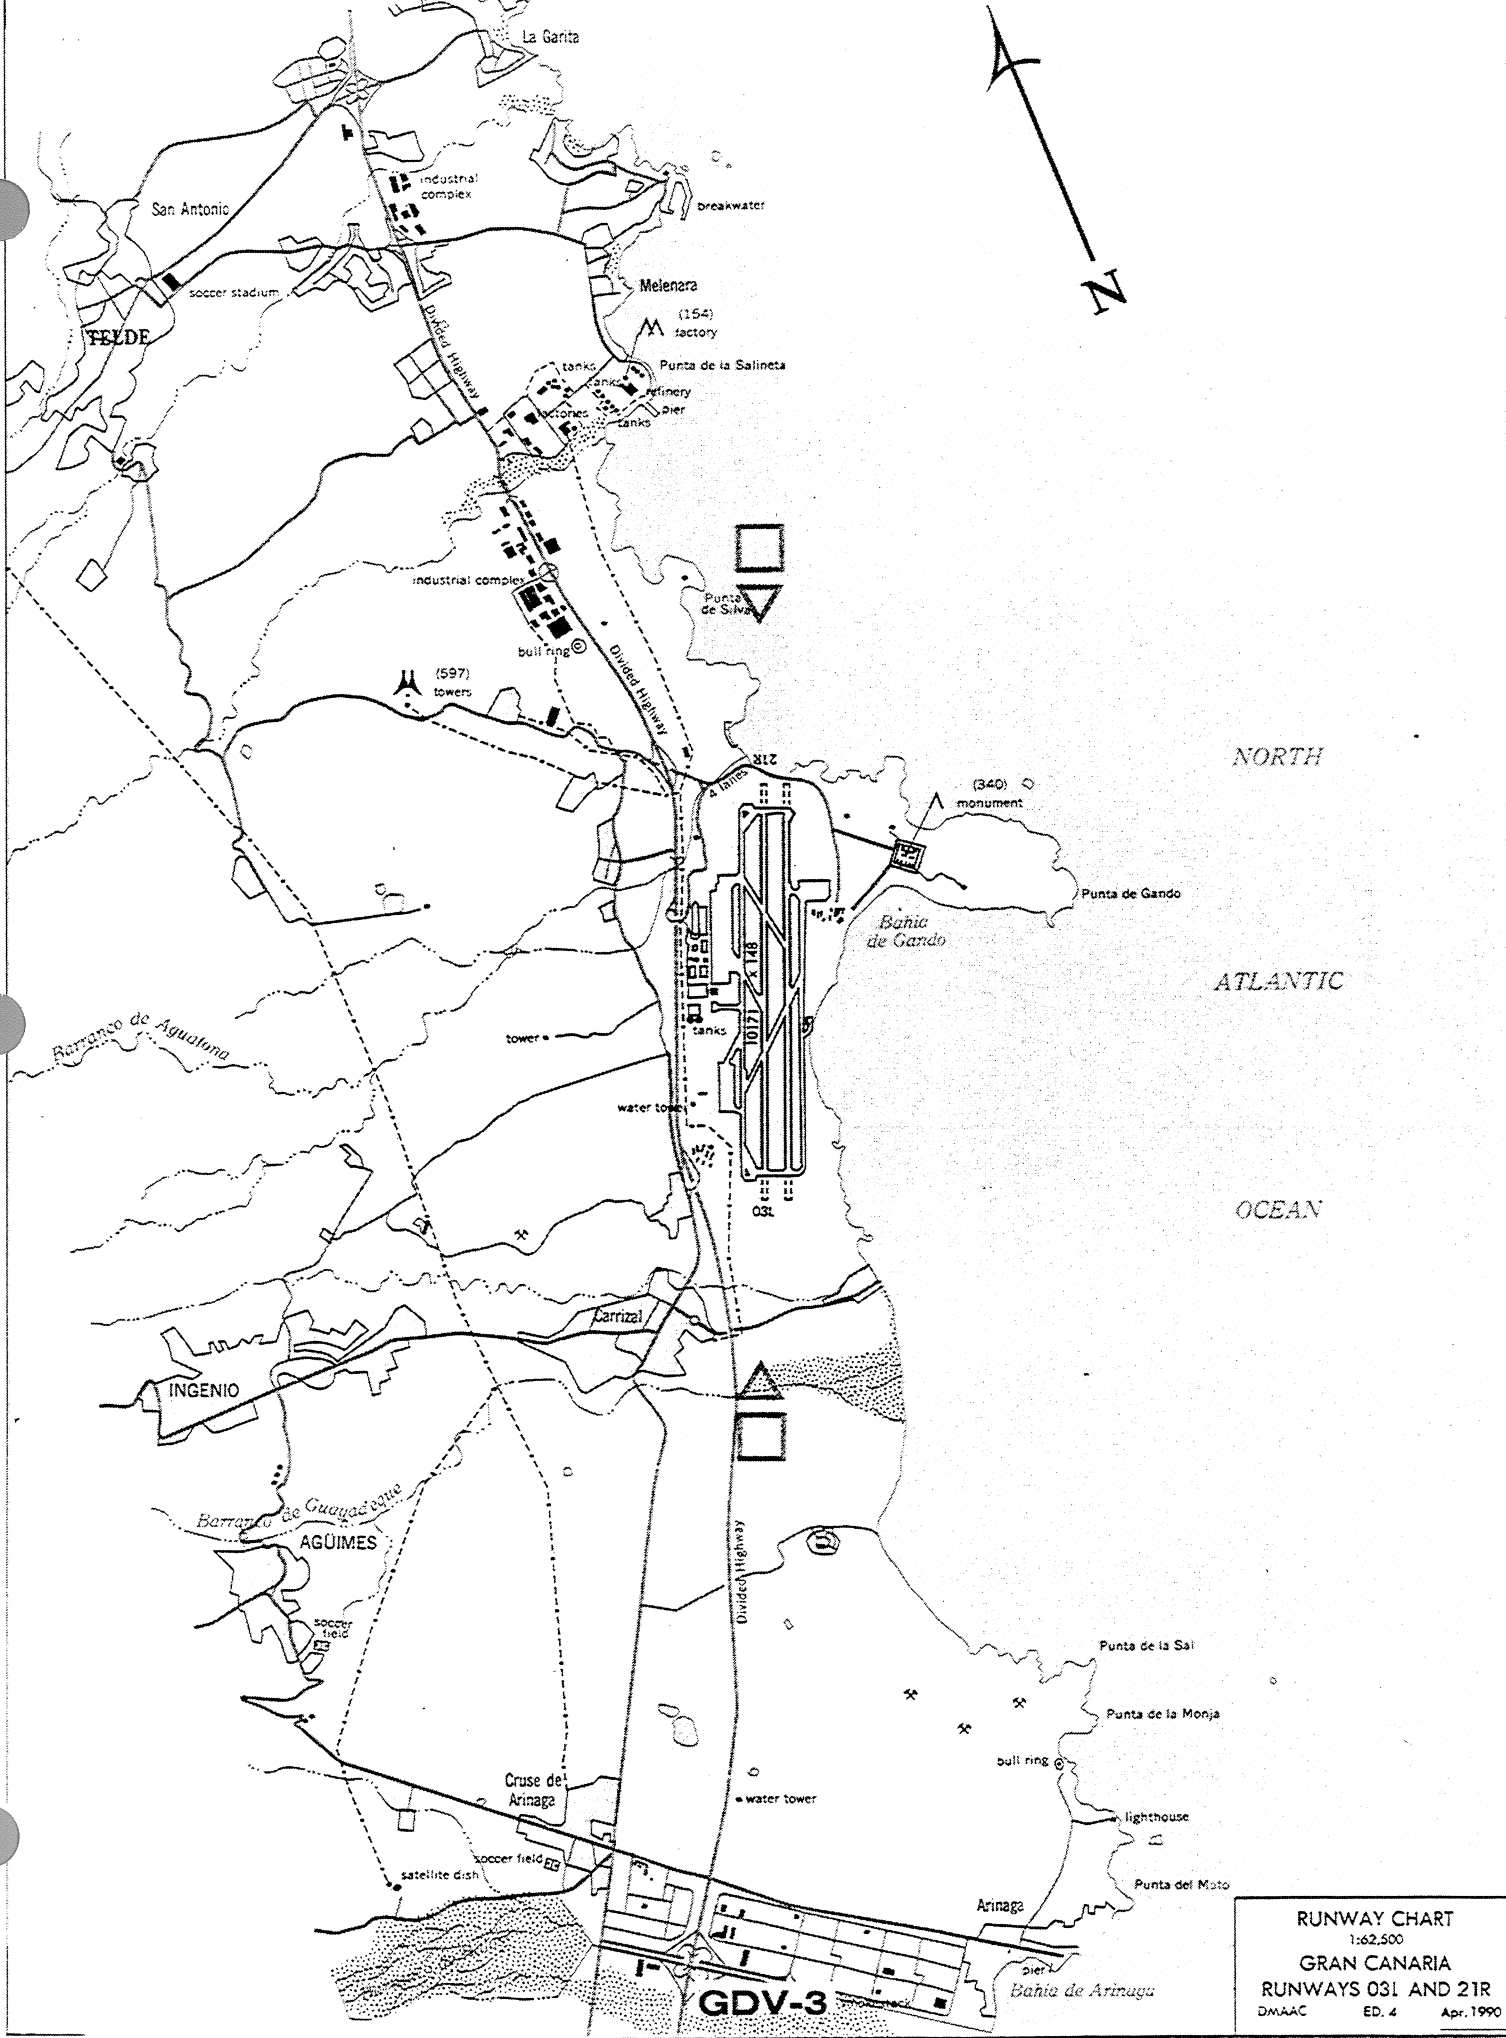 La Garita
industrial
complex
San Antonio
breakwater
soccer stadium
Melenara
(154)
factory
TELDE
Divided Highway
tanks
Punta de la Salineta
tanks
refinery
pier
factories
tanks
industrial complex
Punta
de Silva
bull ring
Divided Highway
(597)
towers
21R
4 lanes
NORTH
(340)
monument
Punta de Gando
Bahia
de Gando
ATLANTIC
10171 x 148
Barranco de Aguatona
tower
tanks
water tower
03L
OCEAN
Carrizal
INGENIO
Barranco de Guayadeque
AGÜIMES
Divided Highway
soccer
field
Punta de la Sal
Punta de la Monja
bull ring
Cruse de
Arinaga
water tower
lighthouse
soccer field
satellite dish
Punta del Mato
Arinaga
pier
Bahia de Arinaga
GDV-3
N
RUNWAY CHART
1:62,500
GRAN CANARIA
RUNWAYS 03L AND 21R
DMAAC ED. 4 Apr. 1990